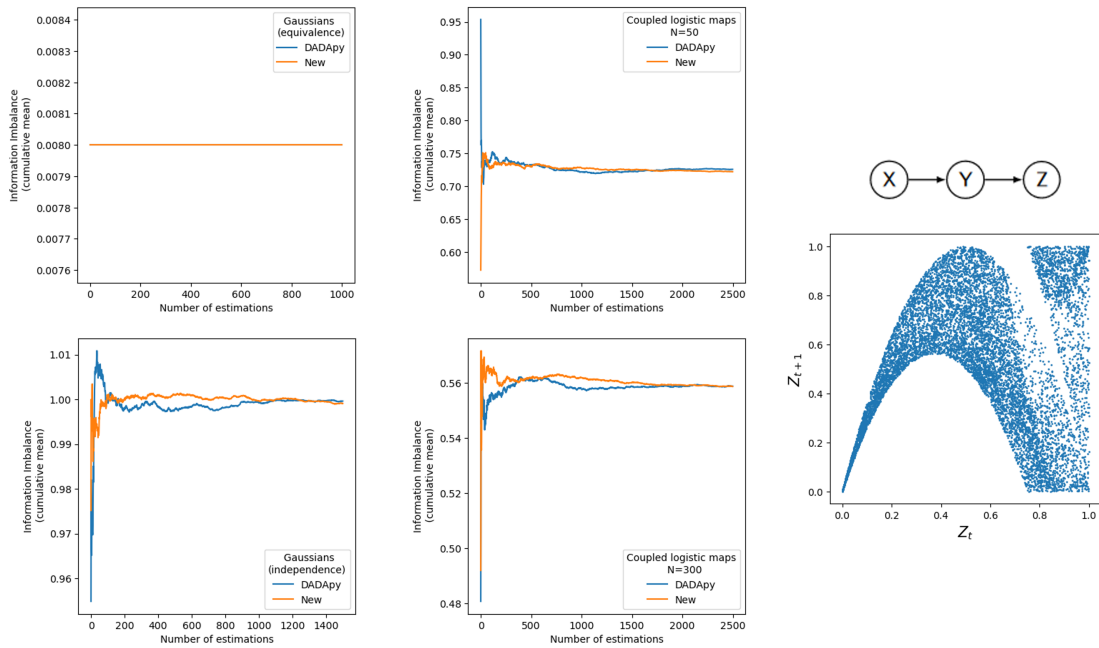 0.0084
0.0083
0.0082
0.0081
0.0080
0.0079
0.0078
0.0077
0.0076
Information Imbalance
(cumulative mean)
Gaussians
(equivalence)
DADApy
New
0 200 400 600 800 1000
Number of estimations
0.95
0.90
0.85
0.80
0.75
0.70
0.65
0.60
Information Imbalance
(cumulative mean)
Coupled logistic maps
N=50
DADApy
New
0 500 1000 1500 2000 2500
Number of estimations
1.01
1.00
0.99
0.98
0.97
0.96
Information Imbalance
(cumulative mean)
Gaussians
(independence)
DADApy
New
0 200 400 600 800 1000 1200 1400
Number of estimations
0.56
0.54
0.52
0.50
0.48
Information Imbalance
(cumulative mean)
Coupled logistic maps
N=300
DADApy
New
0 500 1000 1500 2000 2500
Number of estimations
X Y Z
1.0
0.8
0.6
0.4
0.2
0.0
Z_{t+1}
0.0 0.2 0.4 0.6 0.8 1.0
Z_t